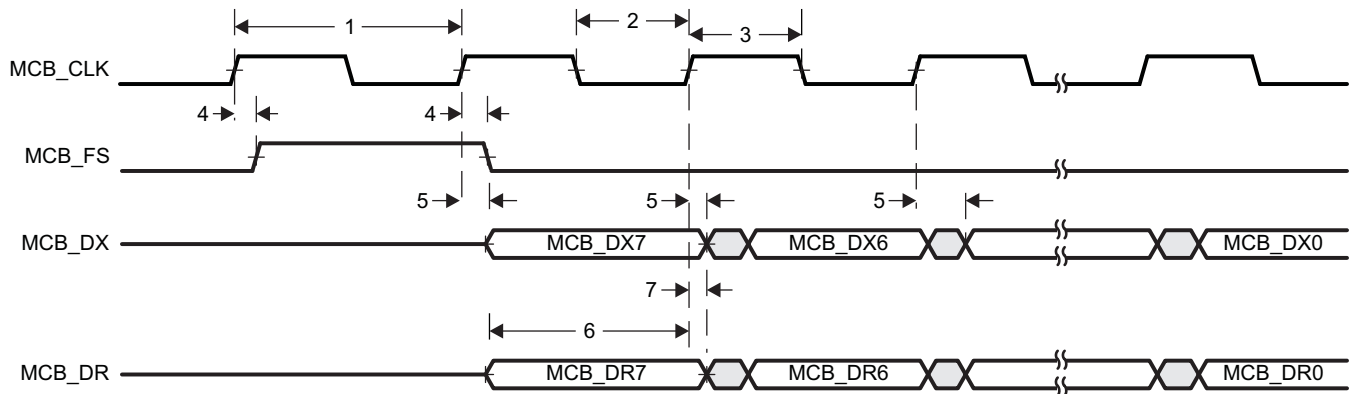 1
2
3
MCB_CLK
4
4
MCB_FS
5
5
5
MCB_DX
MCB_DX7
MCB_DX6
MCB_DX0
7
6
MCB_DR
MCB_DR7
MCB_DR6
MCB_DR0